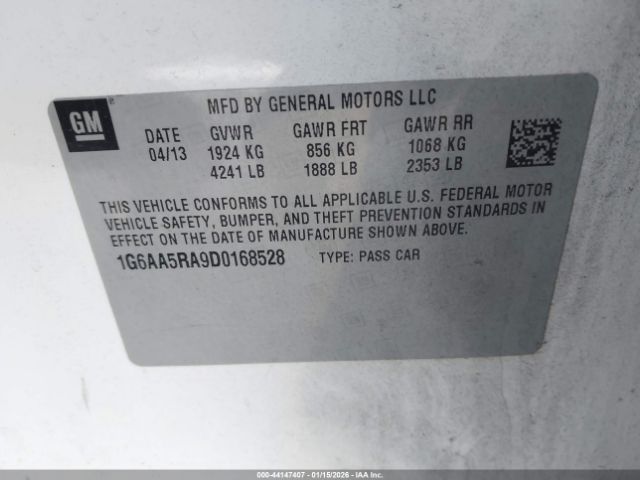 GM
MFD BY GENERAL MOTORS LLC
DATE GVWR GAWR FRT GAWR RR
04/13 1924 KG 856 KG 1068 KG
4241 LB 1888 LB 2353 LB
THIS VEHICLE CONFORMS TO ALL APPLICABLE U.S. FEDERAL MOTOR
VEHICLE SAFETY, BUMPER, AND THEFT PREVENTION STANDARDS IN
EFFECT ON THE DATE OF MANUFACTURE SHOWN ABOVE.
1G6AA5RA9D0168528 TYPE: PASS CAR
000-44147407 - 01/15/2026 - IAA Inc.